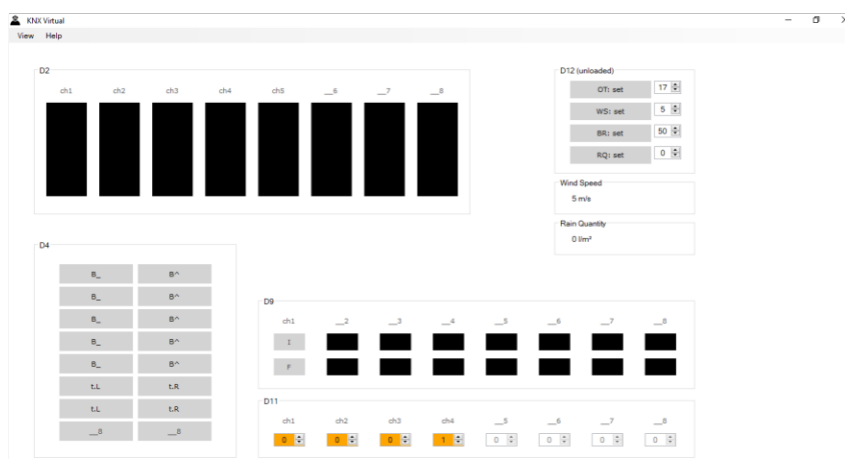 KNX Virtual
View Help
D2
ch1 ch2 ch3 ch4 ch5 __6 __7 __8
D12 (unloaded)
OT: set 17
WS: set 5
BR: set 50
RQ: set 0
Wind Speed
5 m/s
Rain Quantity
0 l/m²
D4
B_ B^
B_ B^
B_ B^
B_ B^
B_ B^
t.L t.R
t.L t.R
__8 __8
D9
ch1 __2 __3 __4 __5 __6 __7 __8
I
F
D11
ch1 ch2 ch3 ch4 __5 __6 __7 __8
0 0 0 1 0 0 0 0